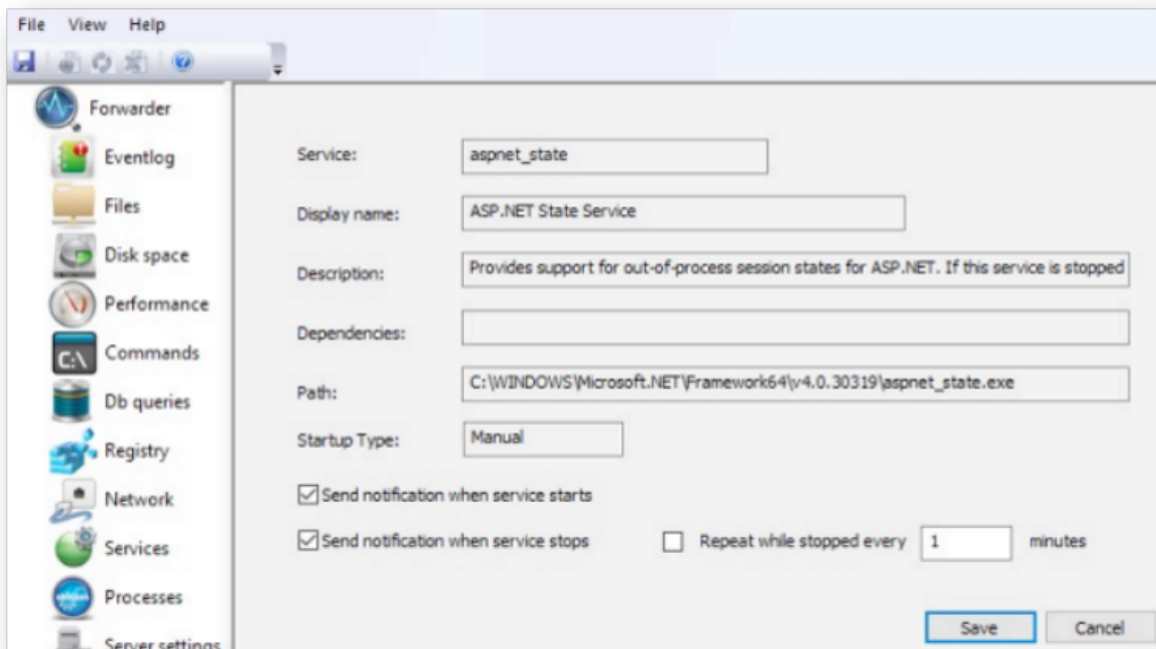 File View Help
Forwarder
Eventlog
Files
Disk space
Performance
C:\
Commands
Db queries
Registry
Network
Services
Processes
Server settings
Service: aspnet_state
Display name: ASP.NET State Service
Description: Provides support for out-of-process session states for ASP.NET. If this service is stopped
Dependencies:
Path: C:\WINDOWS\Microsoft.NET\Framework64\v4.0.30319\aspnet_state.exe
Startup Type: Manual
Send notification when service starts
Send notification when service stops Repeat while stopped every 1 minutes
Save Cancel